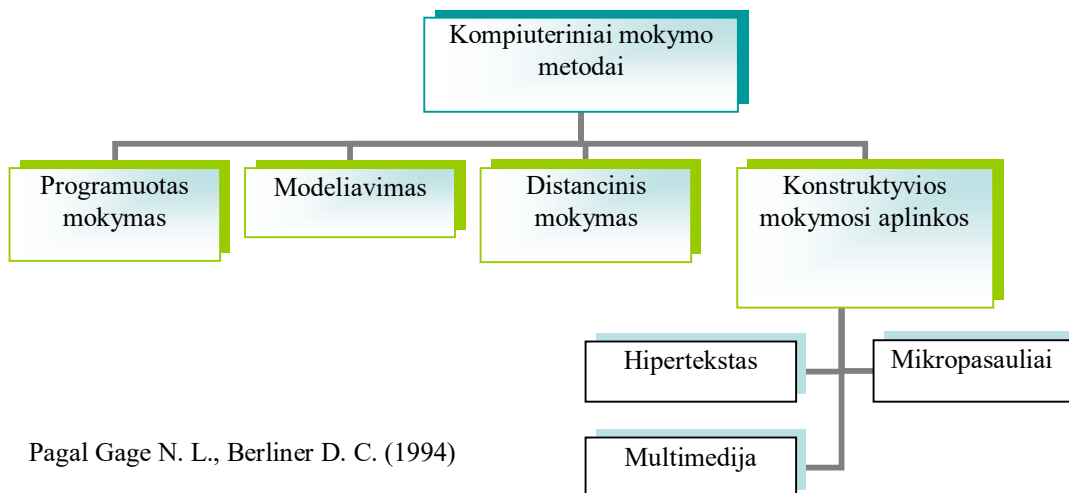 Kompiuteriniai mokymo
metodai
Programuotas
mokymas
Modeliavimas
Distancinis
mokymas
Konstruktyvios
mokymosi aplinkos
Hipertekstas
Mikropasauliai
Multimedija
Pagal Gage N. L., Berliner D. C. (1994)